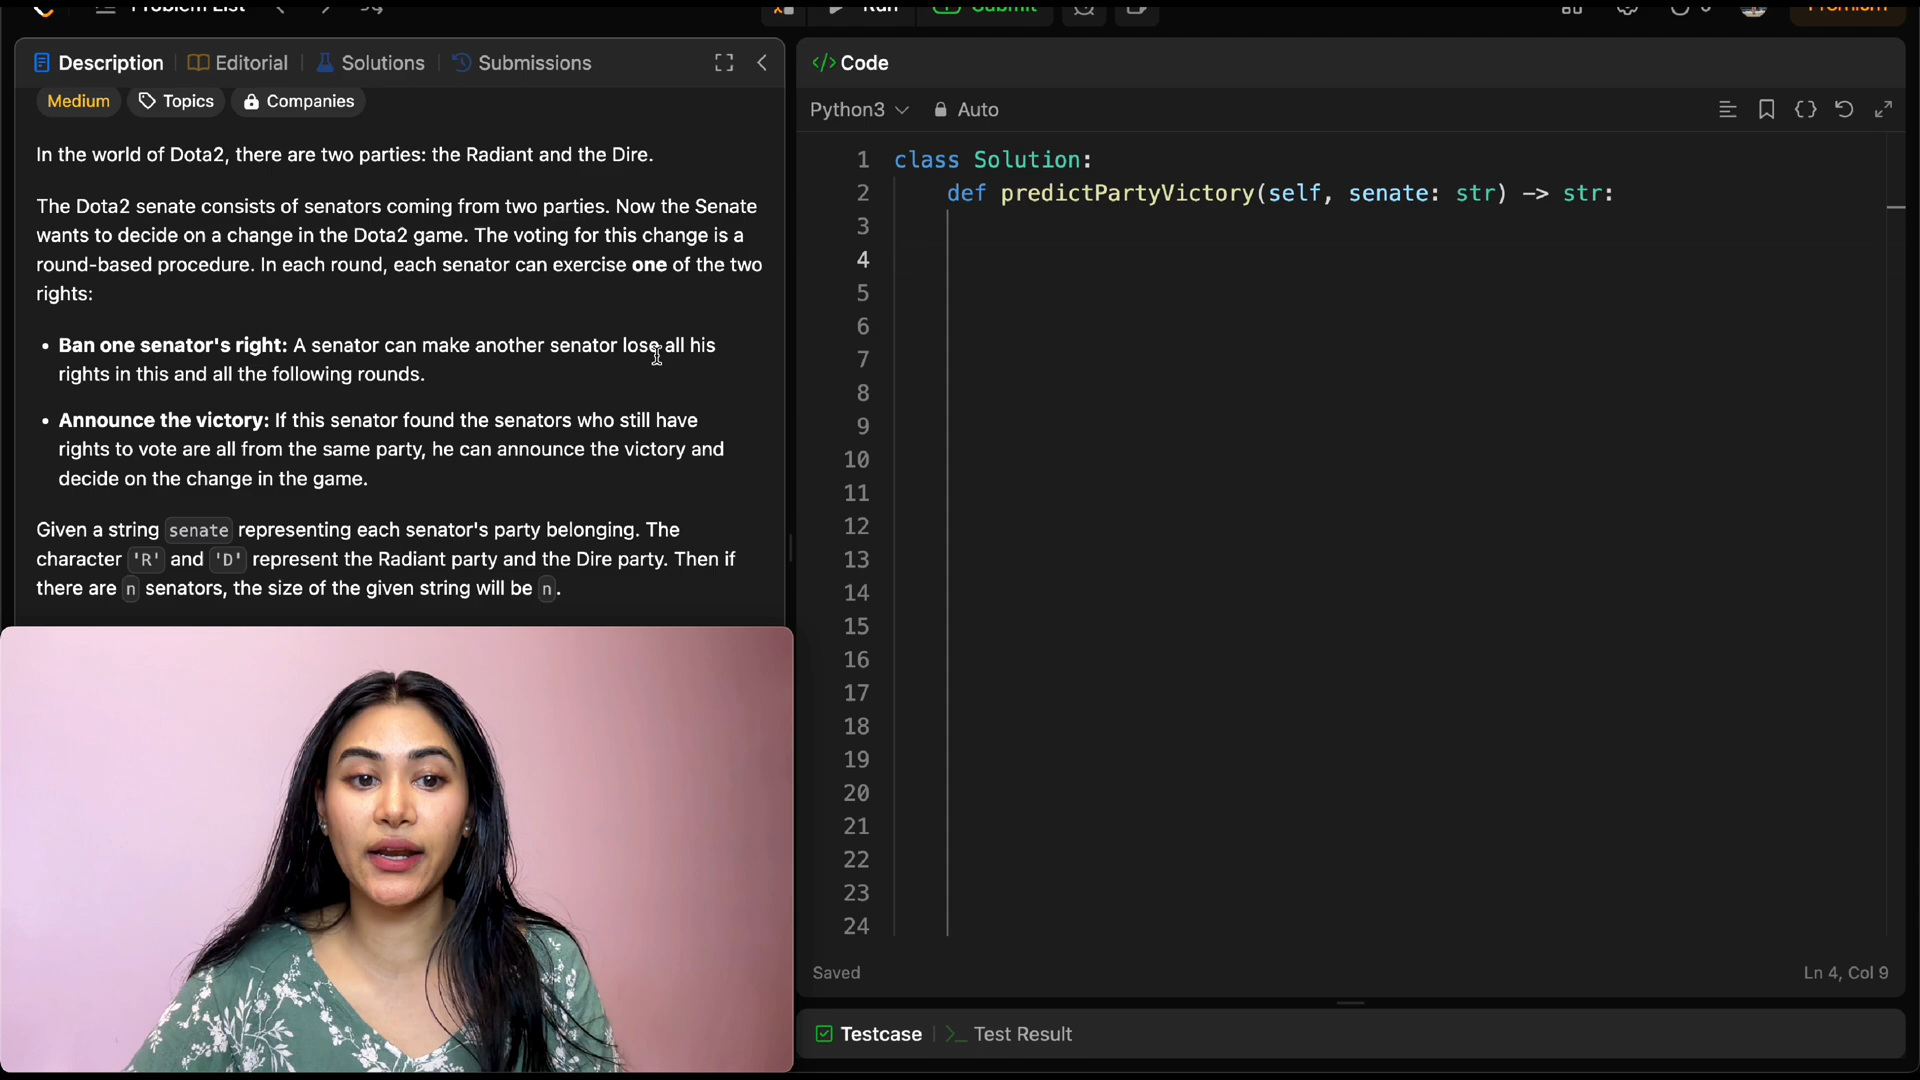 Problem List
Run
Submit
Premium
Description
Editorial
Solutions
Submissions
Medium
Topics
Companies
In the world of Dota2, there are two parties: the Radiant and the Dire.
The Dota2 senate consists of senators coming from two parties. Now the Senate
wants to decide on a change in the Dota2 game. The voting for this change is a
round-based procedure. In each round, each senator can exercise one of the two
rights:
• Ban one senator's right: A senator can make another senator lose all his
rights in this and all the following rounds.
• Announce the victory: If this senator found the senators who still have
rights to vote are all from the same party, he can announce the victory and
decide on the change in the game.
Given a string senate representing each senator's party belonging. The
character 'R' and 'D' represent the Radiant party and the Dire party. Then if
there are n senators, the size of the given string will be n.
</> Code
Python3
Auto
1 class Solution:
2 def predictPartyVictory(self, senate: str) -> str:
3
4
5
6
7
8
9
10
11
12
13
14
15
16
17
18
19
20
21
22
23
24
Saved
Ln 4, Col 9
Testcase
Test Result